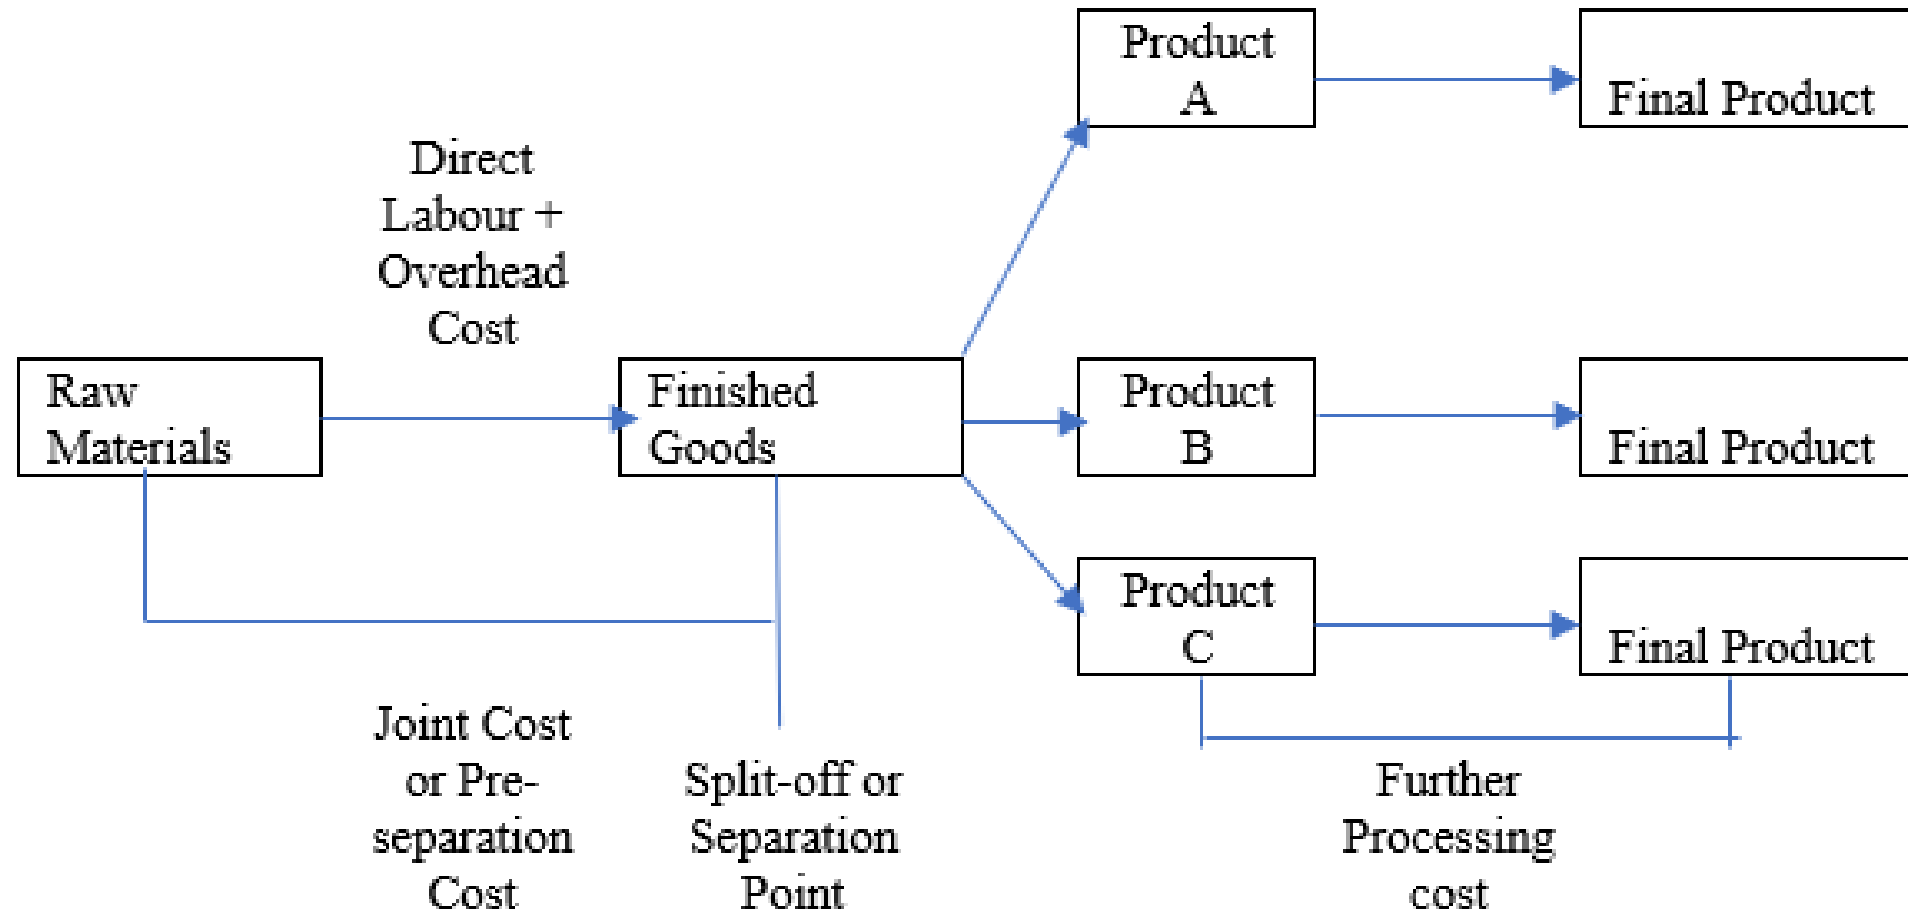 Product
A
Final Product
Direct
Labour +
Overhead
Cost
Raw
Materials
Finished
Goods
Product
B
Final Product
Product
C
Final Product
Joint Cost
or Pre-
separation
Cost
Split-off or
Separation
Point
Further
Processing
cost